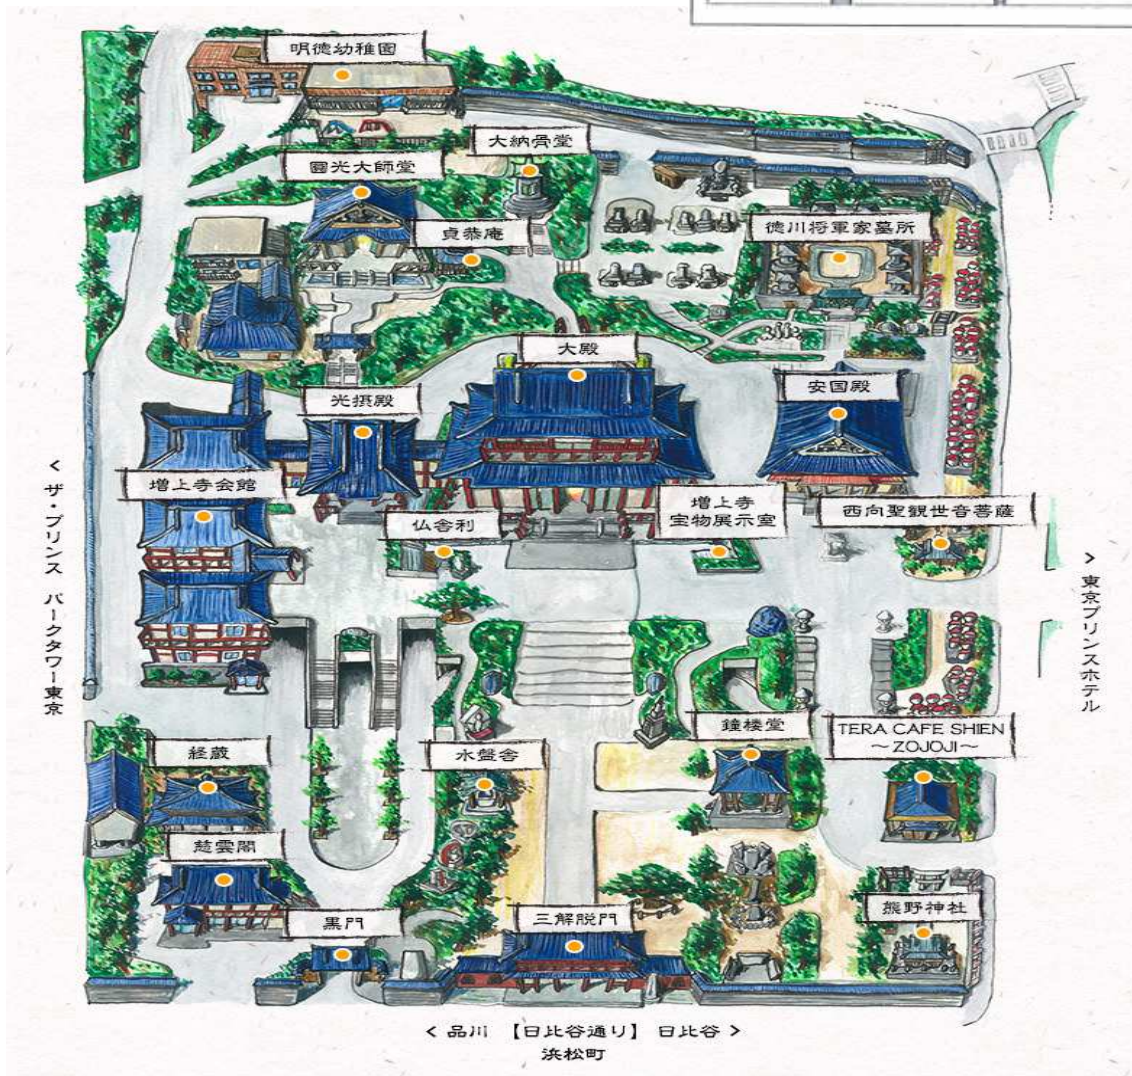 明徳幼稚園
大納骨堂
圓光大師堂
貞恭庵
徳川将軍家墓所
大殿
安国殿
光摂殿
増上寺会館
仏舎利
増上寺
宝物展示室
西向聖観世音菩薩
< ザ・プリンス パークタワー東京
> 東京プリンスホテル
経蔵
水盤舎
鐘楼堂
TERA CAFE SHIEN
～ZOJOJI～
慈雲閣
黒門
三解脱門
熊野神社
< 品川 【日比谷通り】 日比谷 >
浜松町